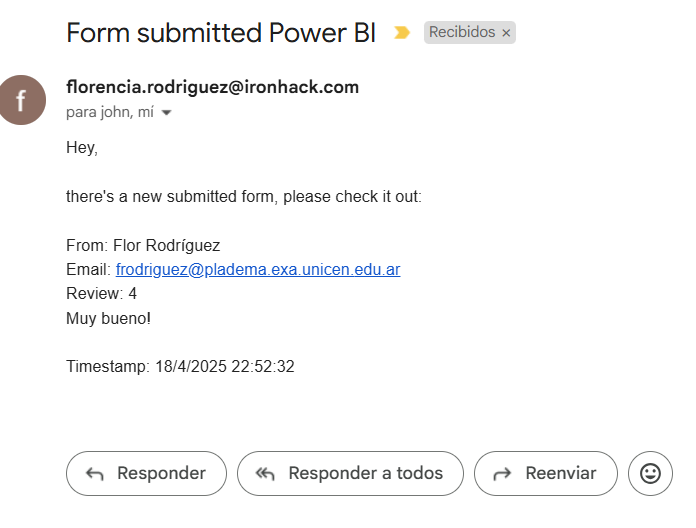 Form submitted Power BI
Recibidos ×
f
florencia.rodriguez@ironhack.com
para john, mí
Hey,
there's a new submitted form, please check it out:
From: Flor Rodríguez
Email: frodriguez@pladema.exa.unicen.edu.ar
Review: 4
Muy bueno!
Timestamp: 18/4/2025 22:52:32
Responder
Responder a todos
Reenviar